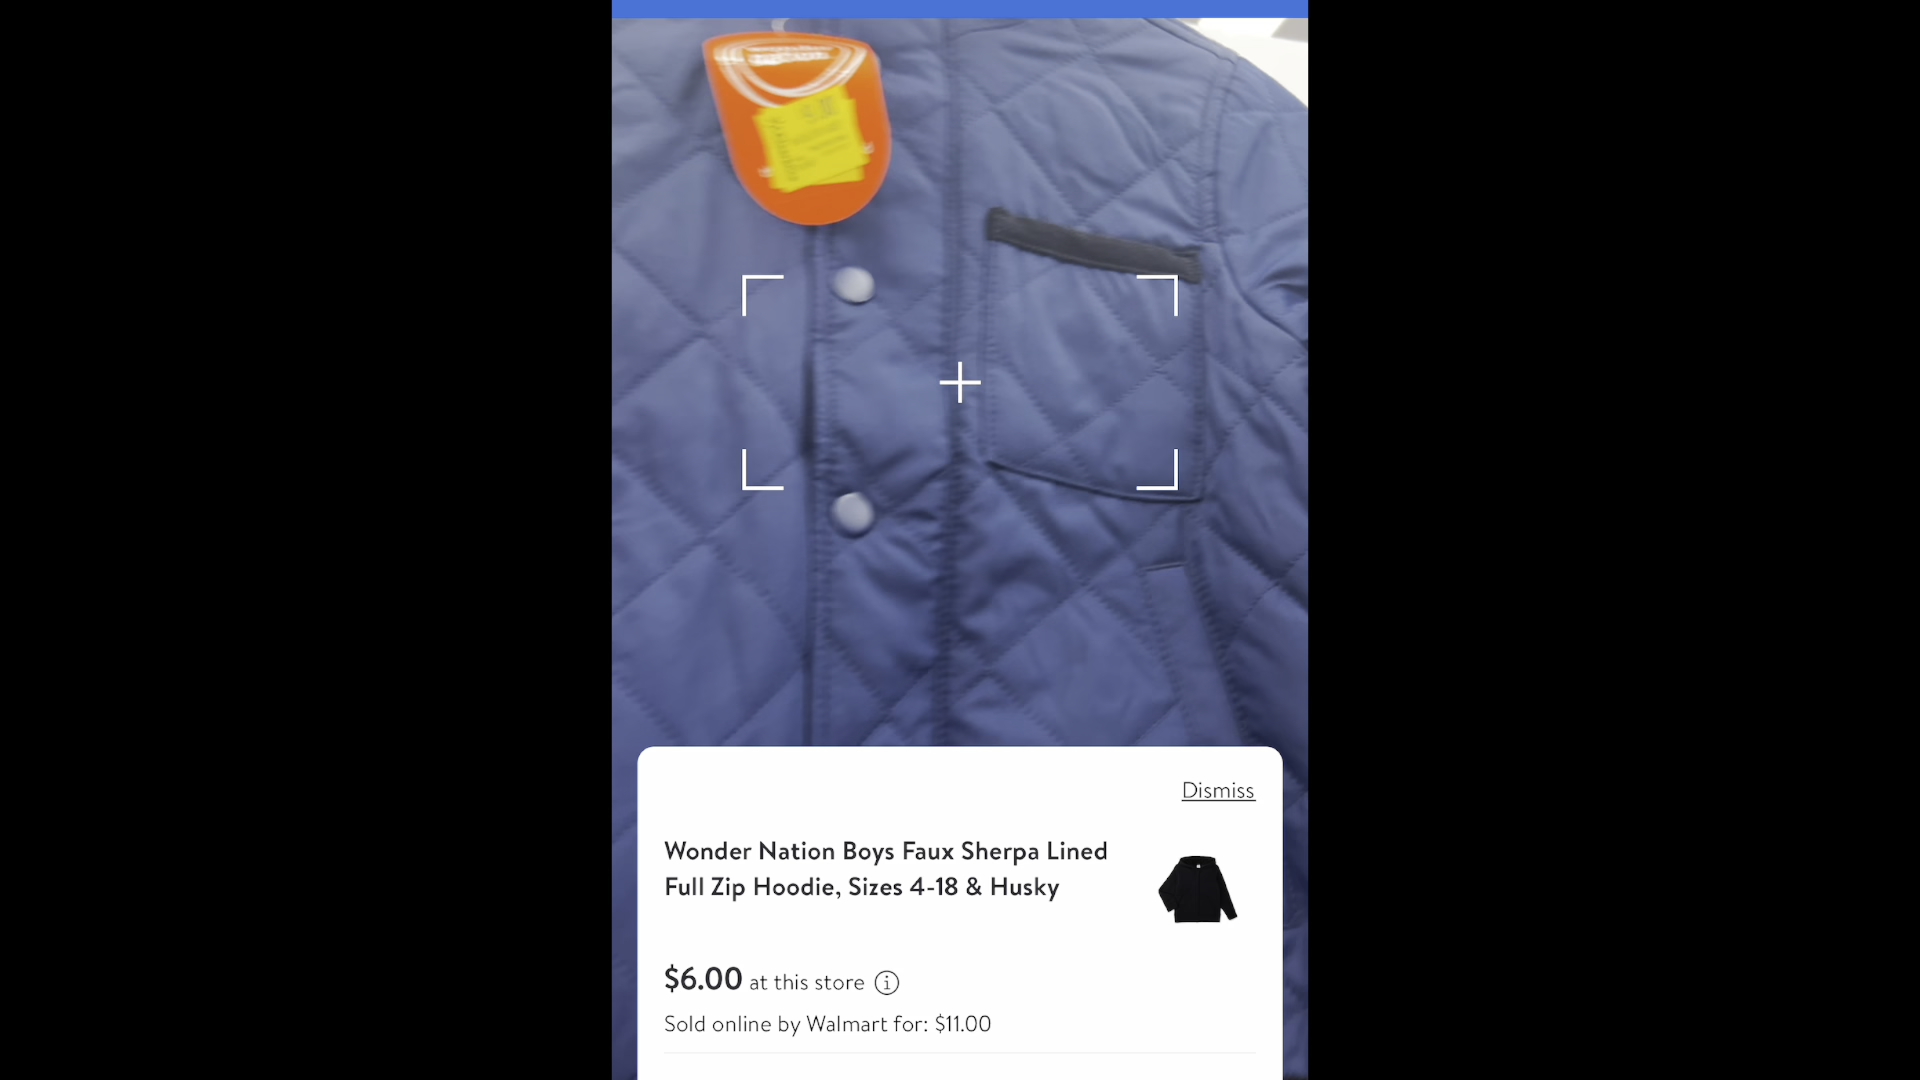 Dismiss
Wonder Nation Boys Faux Sherpa Lined
Full Zip Hoodie, Sizes 4-18 & Husky
$6.00 at this store
Sold online by Walmart for: $11.00